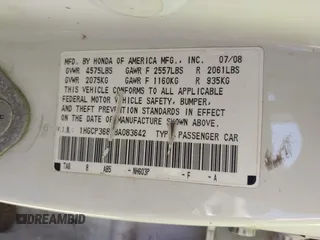 MFD. BY HONDA OF AMERICA MFG., INC. 07/08
GVWR 4575LBS GAWR F 2557LBS R 2061LBS
GVWR 2075KG GAWR F 1160KG R 935KG
THIS VEHICLE CONFORMS TO ALL APPLICABLE
FEDERAL MOTOR VEHICLE SAFETY, BUMPER,
AND THEFT PREVENTION STANDARDS IN EFFECT
ON THE DATE OF MANUFACTURE SHOWN ABOVE.
TYPE PASSENGER CAR
TA0 B AB5 NH603P F - A
©DREAMBID